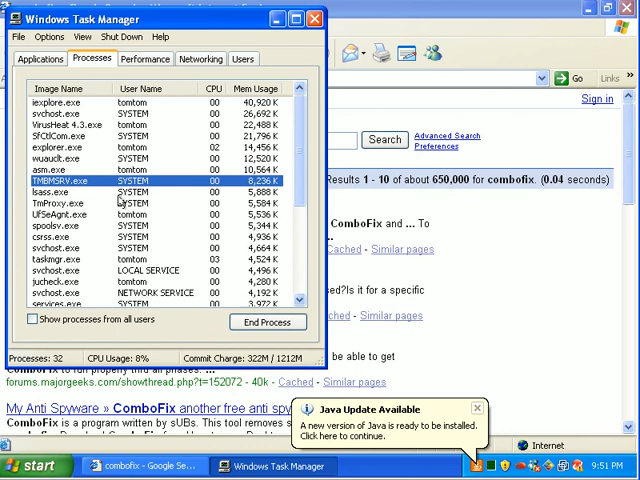 Windows Task Manager
File Options View Shut Down Help
Applications Processes Performance Networking Users
Image Name User Name CPU Mem Usage
iexplore.exe tomtom 00 40,920 K
svchost.exe SYSTEM 00 26,692 K
VirusHeat 4.3.exe tomtom 00 22,488 K
SfCtlCom.exe SYSTEM 00 21,796 K
explorer.exe tomtom 02 14,456 K
wuauclt.exe SYSTEM 00 12,520 K
asm.exe tomtom 00 10,564 K
TMBMSRV.exe SYSTEM 00 8,236 K
lsass.exe SYSTEM 00 5,888 K
TmProxy.exe SYSTEM 00 5,584 K
UfSeAgnt.exe tomtom 00 5,536 K
spoolsv.exe SYSTEM 00 5,344 K
csrss.exe SYSTEM 00 4,936 K
svchost.exe SYSTEM 00 4,664 K
taskmgr.exe tomtom 03 4,524 K
svchost.exe LOCAL SERVICE 00 4,496 K
jucheck.exe tomtom 00 4,280 K
svchost.exe NETWORK SERVICE 00 4,192 K
services.exe SYSTEM 00 3,972 K
Show processes from all users
End Process
Processes: 32 CPU Usage: 8% Commit Charge: 322M / 1212M
Go Links »
Sign in
Search
Advanced Search
Preferences
Results 1 - 10 of about 650,000 for combofix. (0.04 seconds)
ComboFix and ... To
Cached - Similar pages
used?Is it for a specific
Cached - Similar pages
be able to get
ComboFix to run properly thru all phases. ...
forums.majorgeeks.com/showthread.php?t=152072 - 40k - Cached - Similar pages
My Anti Spyware » ComboFix another free anti spy
ComboFix is a program written by sUBs. This tool removes s
Java Update Available
A new version of Java is ready to be installed.
Click here to continue.
Internet
start
combofix - Google Se...
Windows Task Manager
9:51 PM